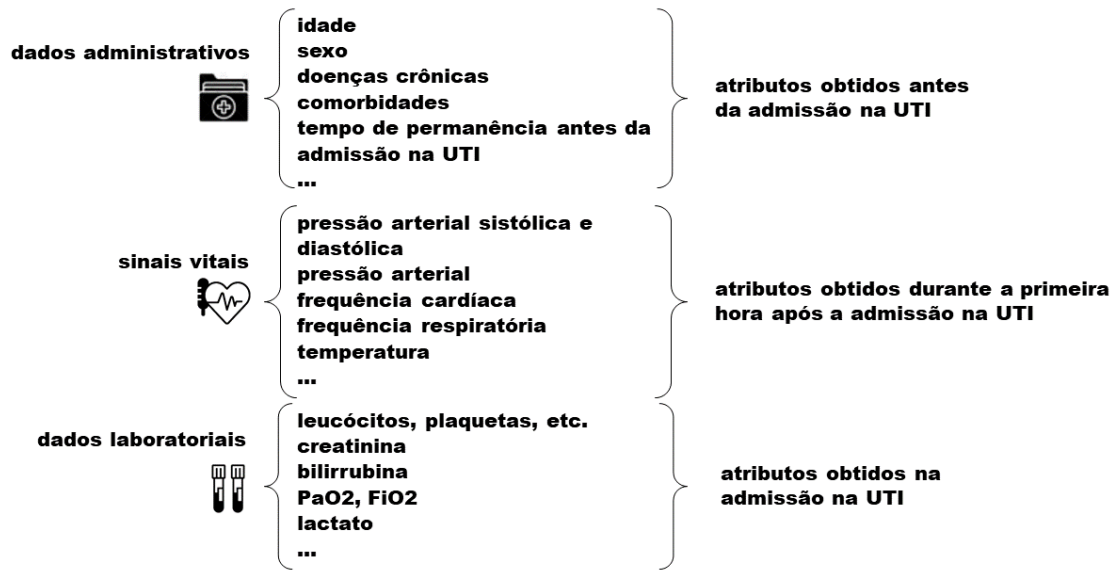 dados administrativos
idade
sexo
doenças crônicas
comorbidades
tempo de permanência antes da
admissão na UTI
...
atributos obtidos antes
da admissão na UTI
sinais vitais
pressão arterial sistólica e
diastólica
pressão arterial
frequência cardíaca
frequência respiratória
temperatura
...
atributos obtidos durante a primeira
hora após a admissão na UTI
dados laboratoriais
leucócitos, plaquetas, etc.
creatinina
bilirrubina
PaO2, FiO2
lactato
...
atributos obtidos na
admissão na UTI